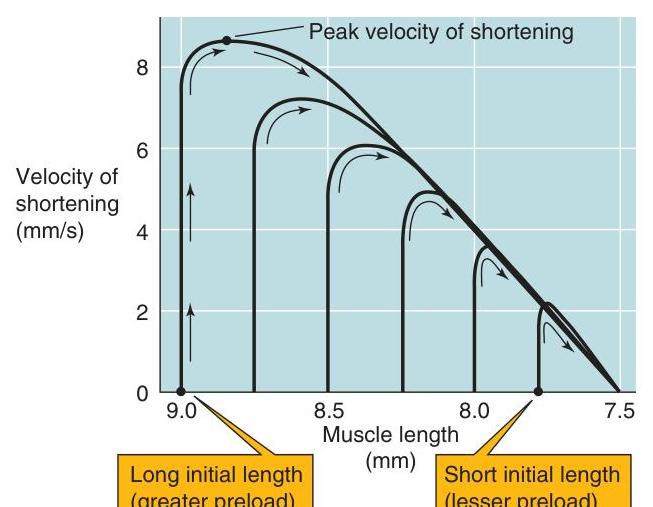 Peak velocity of shortening
8
6
4
2
0
Velocity of
shortening
(mm/s)
9.0
8.5
8.0
7.5
Muscle length
(mm)
Long initial length
(greater preload)
Short initial length
(lesser preload)